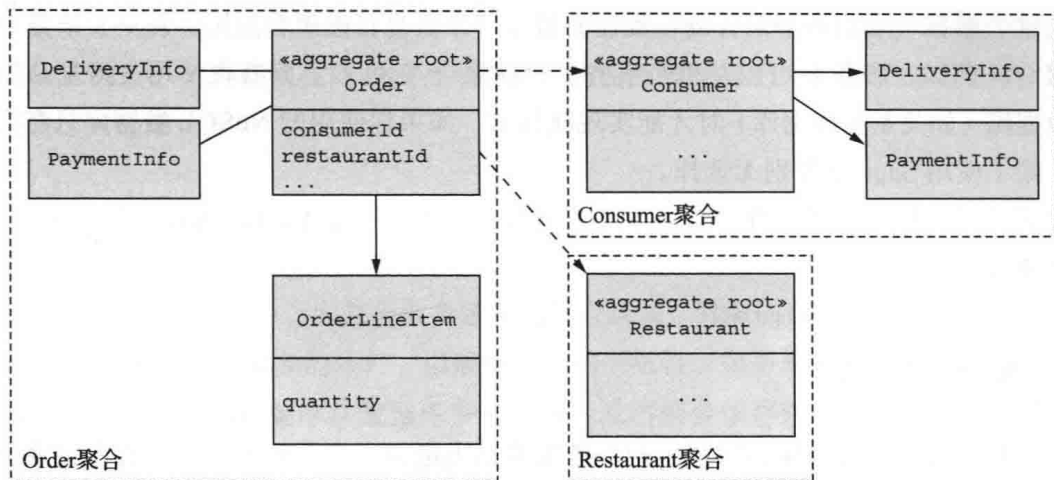 DeliveryInfo
PaymentInfo
«aggregate root»
Order
consumerId
restaurantId
...
OrderLineItem
quantity
Order聚合
«aggregate root»
Consumer
...
DeliveryInfo
PaymentInfo
Consumer聚合
«aggregate root»
Restaurant
...
Restaurant聚合